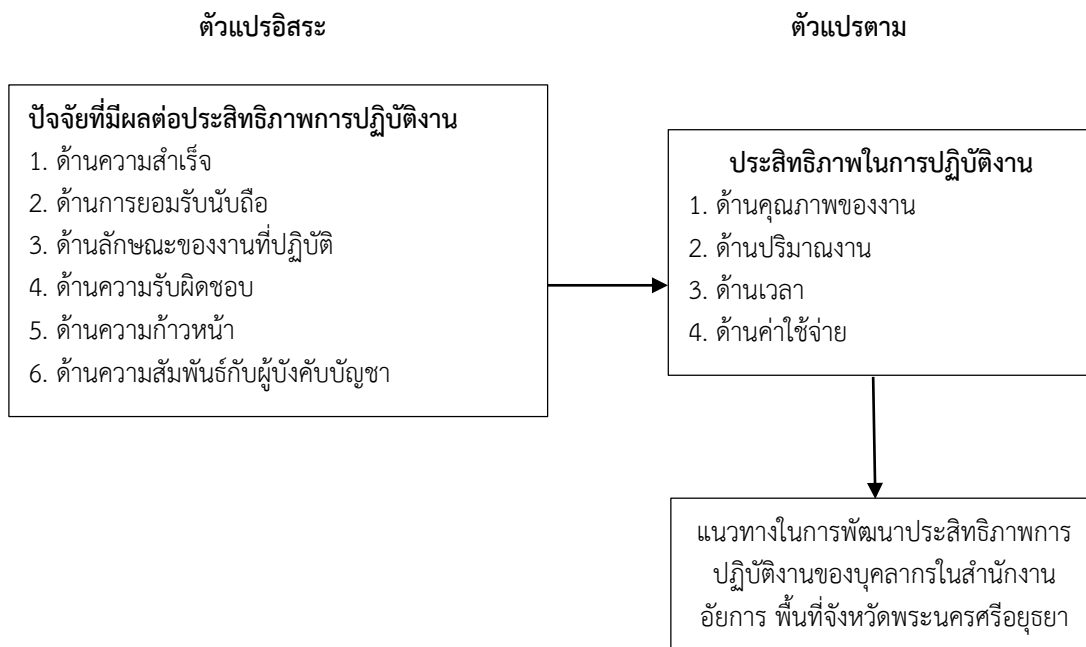 ตัวแปรอิสระ
ตัวแปรตาม
ปัจจัยที่มีผลต่อประสิทธิภาพการปฏิบัติงาน
1. ด้านความสำเร็จ
2. ด้านการยอมรับนับถือ
3. ด้านลักษณะของงานที่ปฏิบัติ
4. ด้านความรับผิดชอบ
5. ด้านความก้าวหน้า
6. ด้านความสัมพันธ์กับผู้บังคับบัญชา
ประสิทธิภาพในการปฏิบัติงาน
1. ด้านคุณภาพของงาน
2. ด้านปริมาณงาน
3. ด้านเวลา
4. ด้านค่าใช้จ่าย
แนวทางในการพัฒนาประสิทธิภาพการ
ปฏิบัติงานของบุคลากรในสำนักงาน
อัยการ พื้นที่จังหวัดพระนครศรีอยุธยา